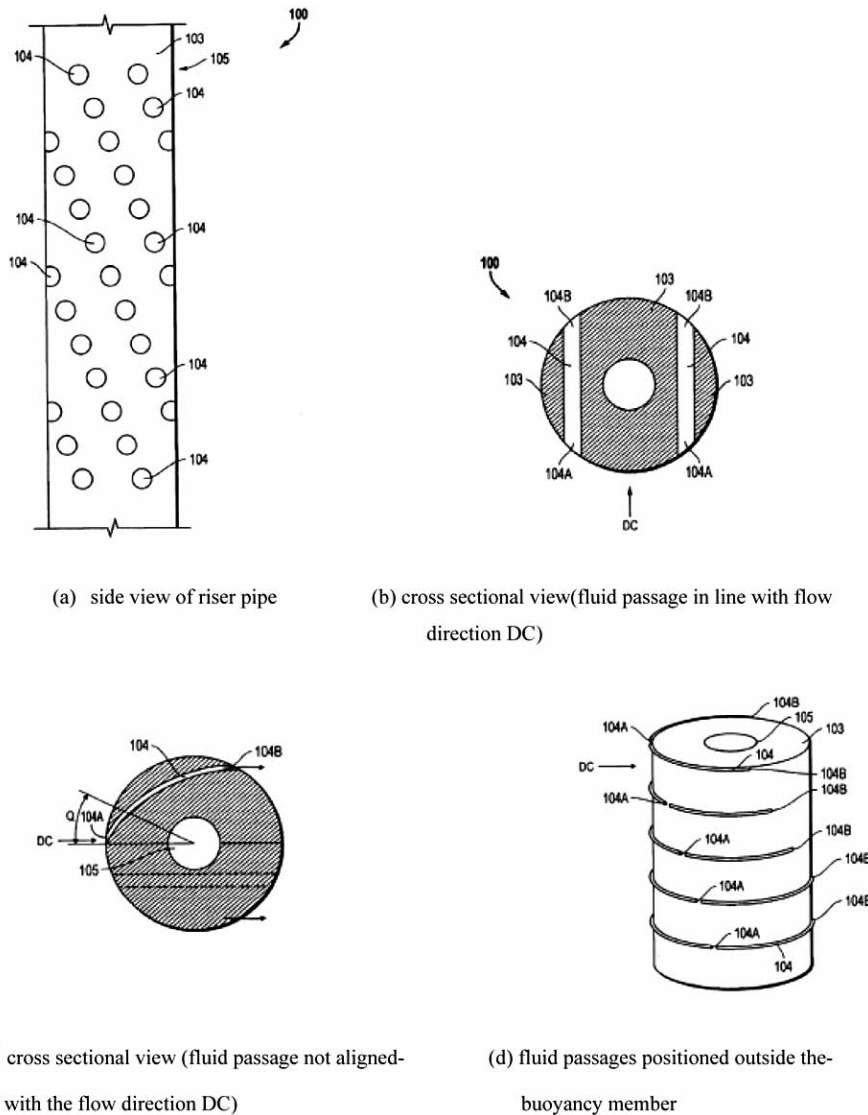 100
103
104
105
104
104
104
104
104
104
104
100
103
104B
104B
104
104
103
103
104A
104A
DC
(a) side view of riser pipe
(b) cross sectional view(fluid passage in line with flow
direction DC)
104
104B
104A
Q
DC
105
104B
104A
105
103
104
DC
104B
104B
104A
104B
104A
104B
104A
104B
104A
104
cross sectional view (fluid passage not aligned-
with the flow direction DC)
(d) fluid passages positioned outside the-
buoyancy member